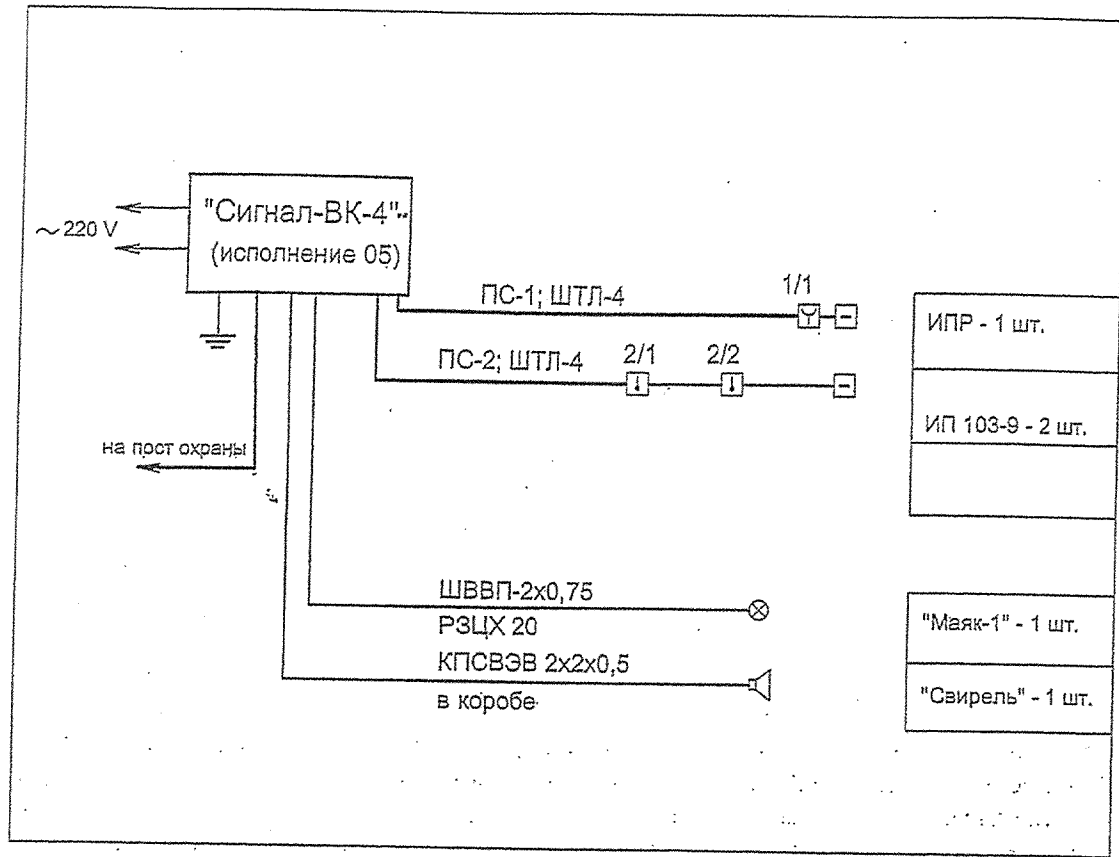 "Сигнал-ВК-4"
(исполнение 05)
~220 V
ПС-1; ШТЛ-4
1/1
ПС-2; ШТЛ-4
2/1
2/2
на пост охраны
ШВВП-2х0,75
РЗЦХ 20
КПСВЭВ 2х2х0,5
в коробе
ИПР - 1 шт.
ИП 103-9 - 2 шт.
"Маяк-1" - 1 шт.
"Свирель" - 1 шт.